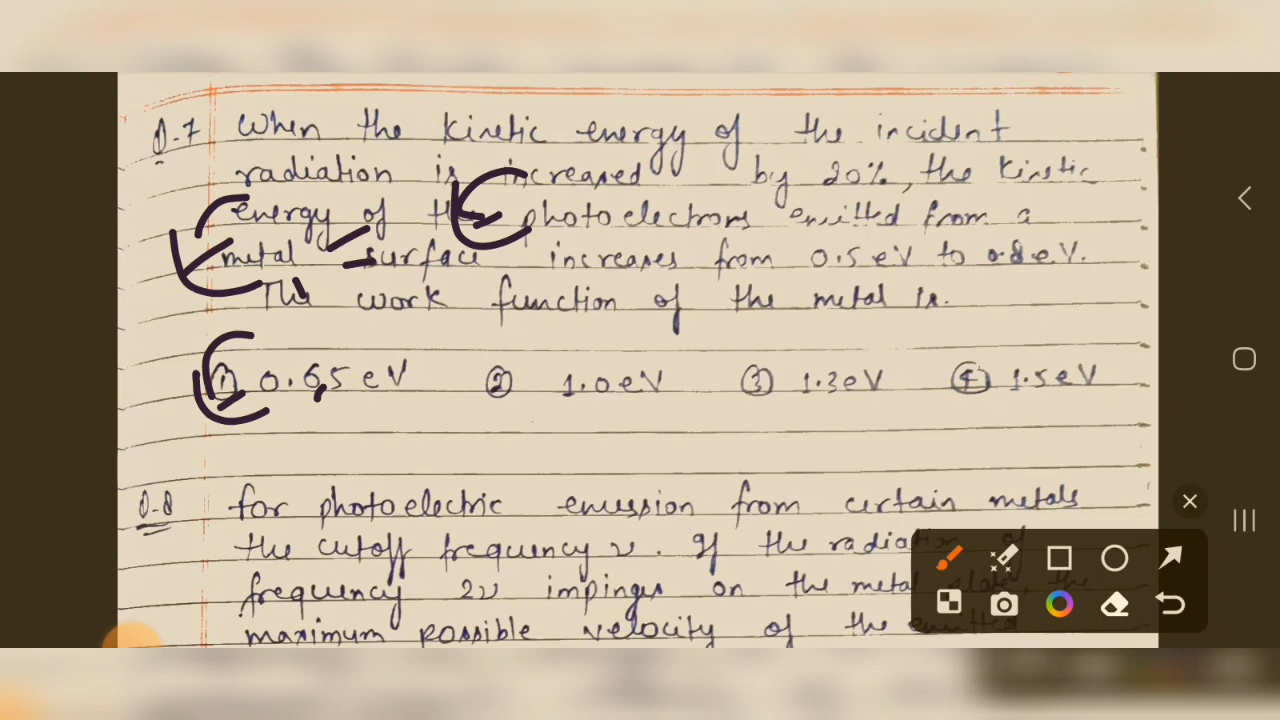 Q-7 When the kinetic energy of the incident
radiation is increased by 20%, the kinetic
energy of the photoelectrons emitted from a
metal surface increases from 0.5 eV to 0.8 eV.
The work function of the metal is.
① 0.65 eV ② 1.0 eV ③ 1.3 eV ④ 1.5 eV
Q-8 for photoelectric emission from certain metals
the cutoff frequency ν. If the radiation of
frequency 2ν impinges on the metal plate, the
maximum possible velocity of the emitted